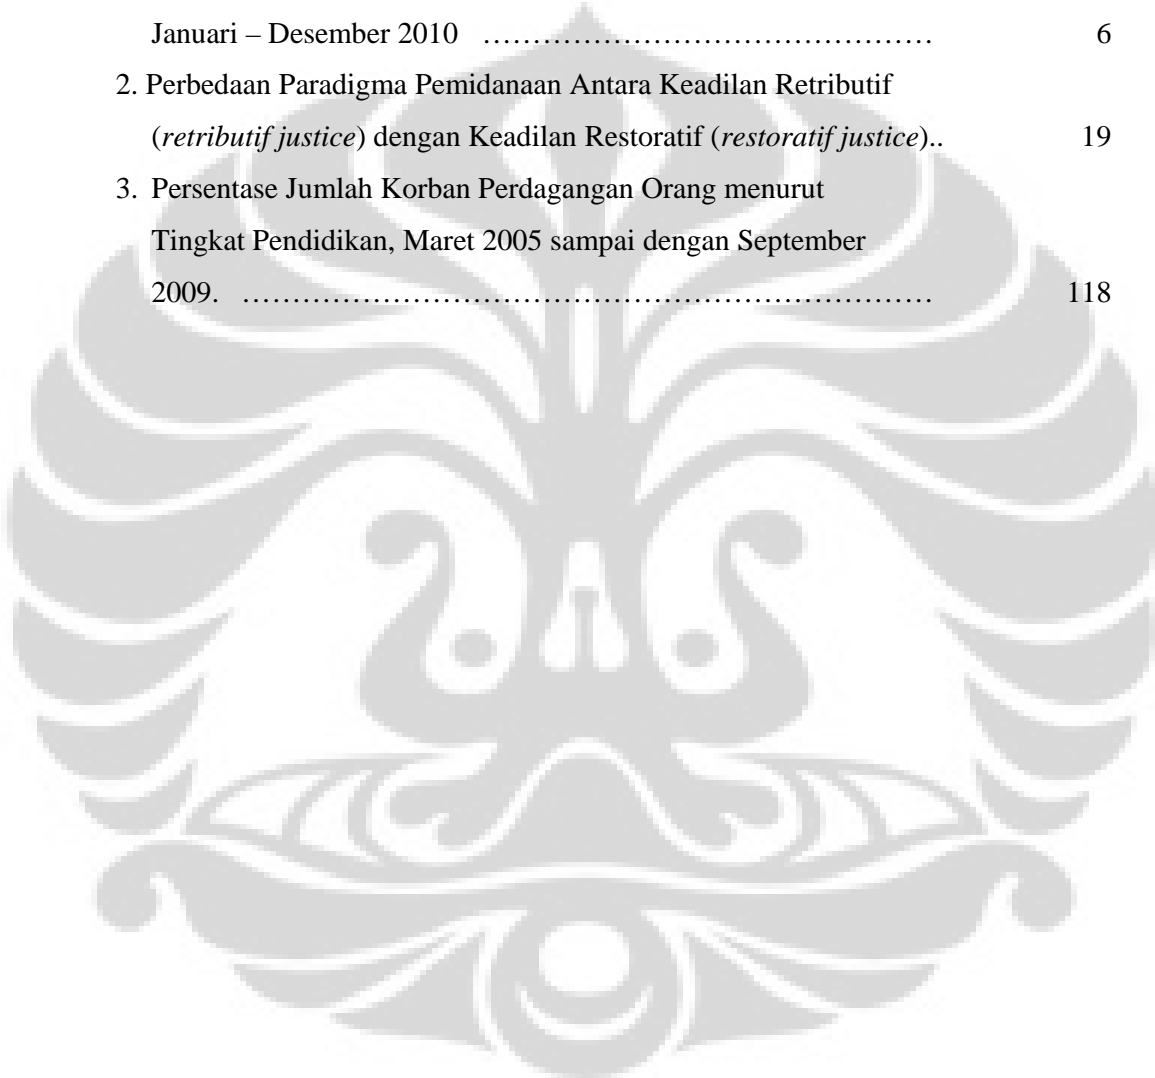 Januari – Desember 2010 ………………………………………… 6
2. Perbedaan Paradigma Pemidanaan Antara Keadilan Retributif
(retributif justice) dengan Keadilan Restoratif (restoratif justice).. 19
3. Persentase Jumlah Korban Perdagangan Orang menurut
Tingkat Pendidikan, Maret 2005 sampai dengan September
2009. …………………………………………………………… 118